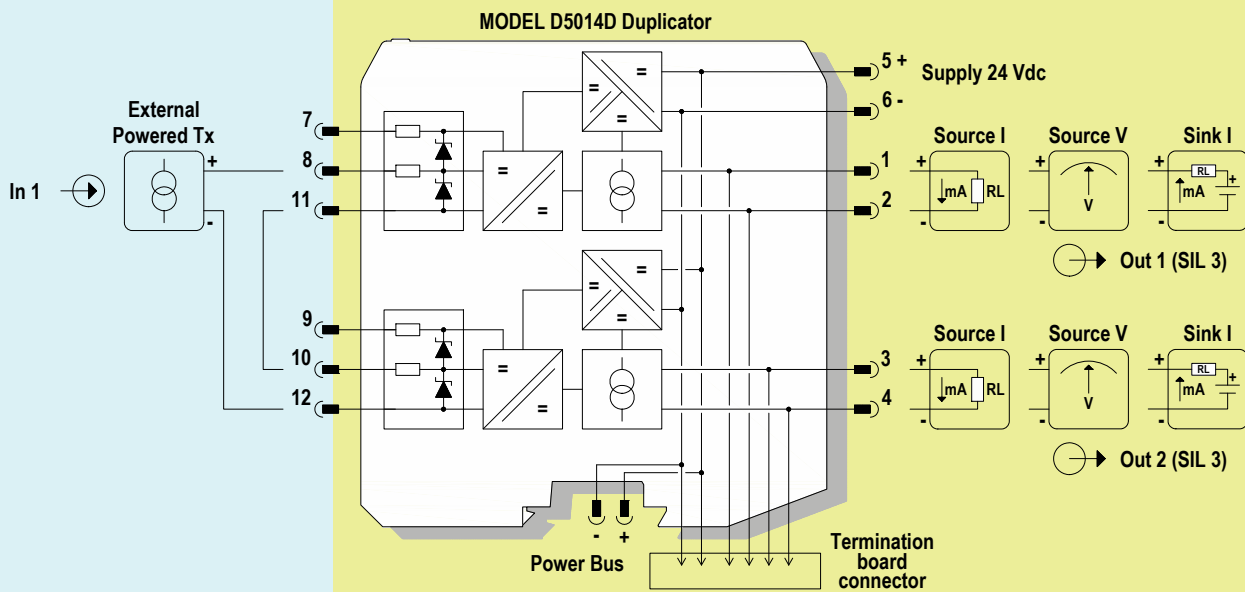 MODEL D5014D Duplicator
5 +
Supply 24 Vdc
6 -
External
Powered Tx
In 1
+
-
7
8
11
9
10
12
=
=
=
=
=
=
=
=
=
=
1
2
3
4
Source I
Source V
Sink I
+
mA
RL
-
+
V
-
+
RL
mA
+
-
Out 1 (SIL 3)
Source I
Source V
Sink I
+
mA
RL
-
+
V
-
+
RL
mA
+
-
Out 2 (SIL 3)
- +
Power Bus
Termination
board
connector